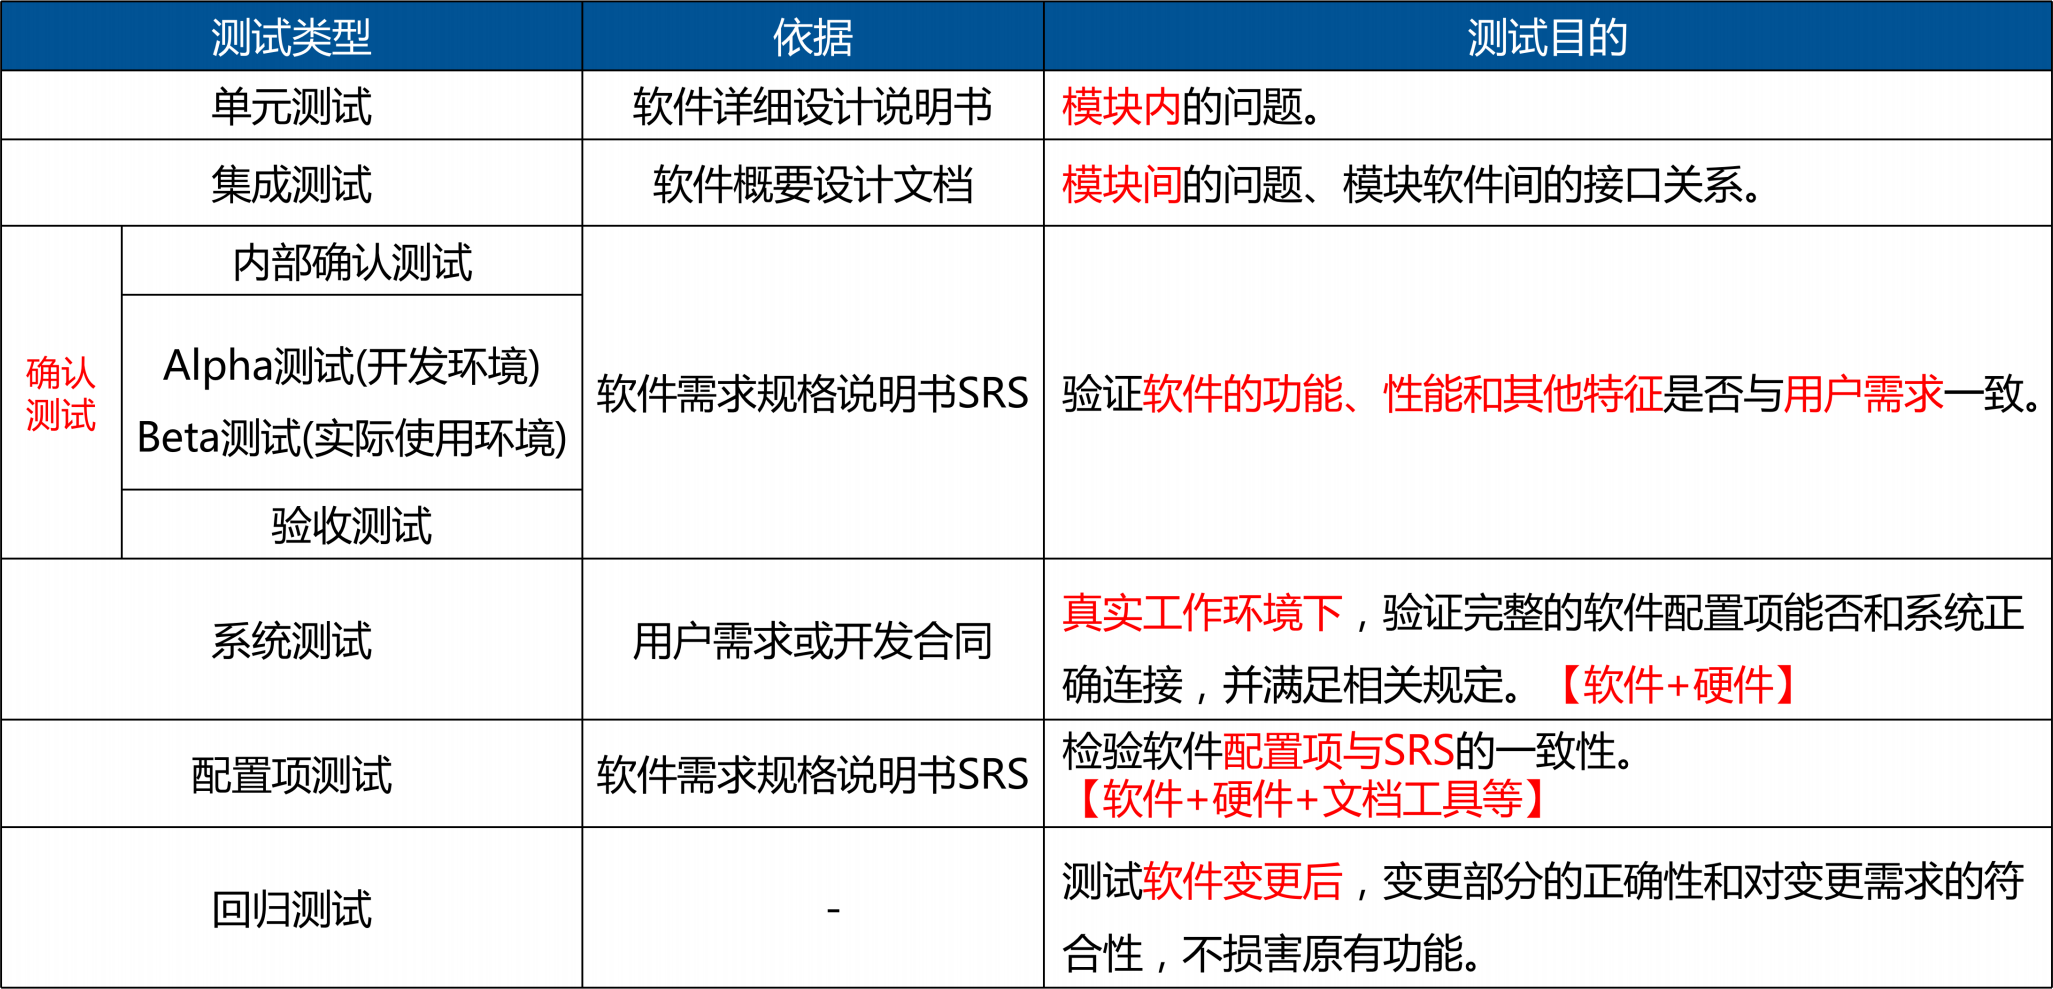 测试类型
依据
测试目的
单元测试
软件详细设计说明书
模块内的问题。
集成测试
软件概要设计文档
模块间的问题、模块软件间的接口关系。
确认
测试
内部确认测试
Alpha测试(开发环境)
Beta测试(实际使用环境)
验收测试
软件需求规格说明书SRS
验证软件的功能、性能和其他特征是否与用户需求一致。
系统测试
用户需求或开发合同
真实工作环境下，验证完整的软件配置项能否和系统正
确连接，并满足相关规定。【软件+硬件】
配置项测试
软件需求规格说明书SRS
检验软件配置项与SRS的一致性。
【软件+硬件+文档工具等】
回归测试
-
测试软件变更后，变更部分的正确性和对变更需求的符
合性，不损害原有功能。